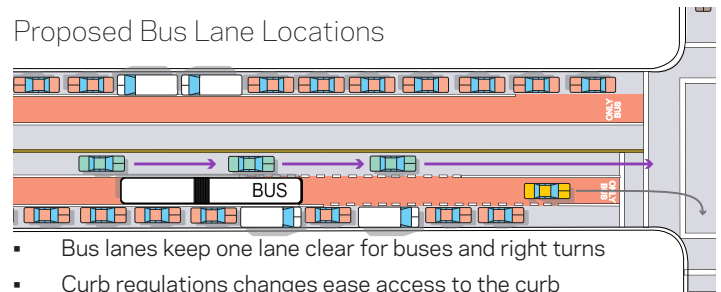 Proposed Bus Lane Locations
ONLY
BUS
BUS
ONLY
BUS
▪ Bus lanes keep one lane clear for buses and right turns
▪ Curb regulations changes ease access to the curb